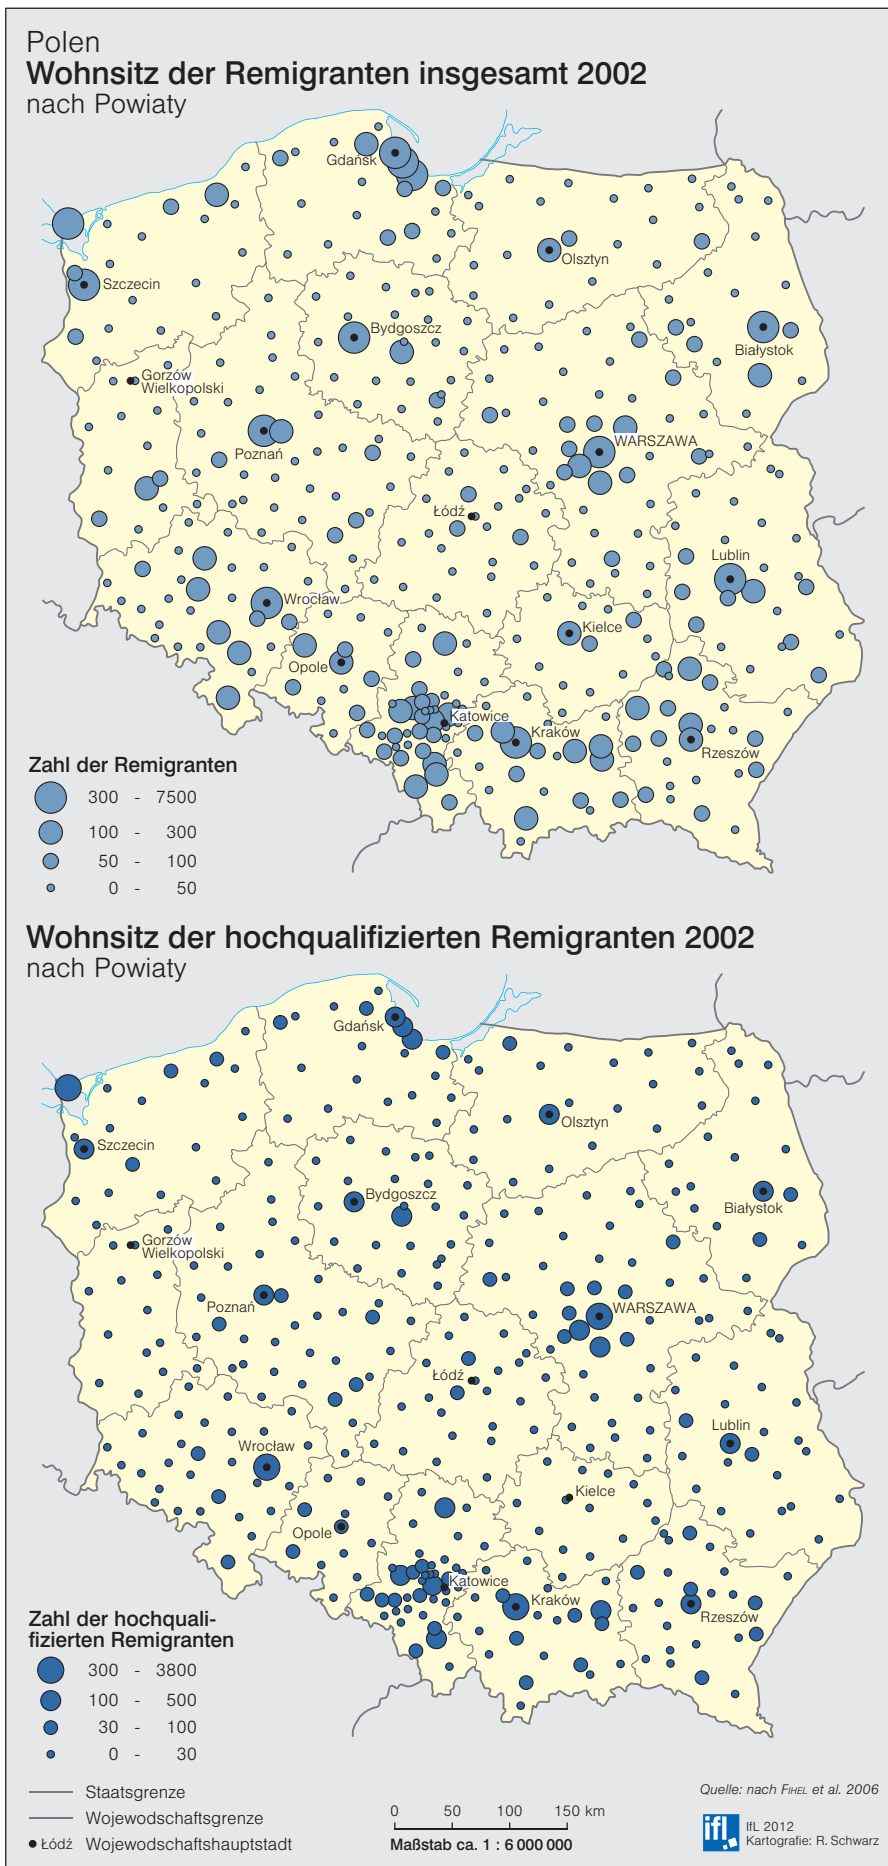 Polen
Wohnsitz der Remigranten insgesamt 2002
nach Powiaty
Gdańsk
Olsztyn
Szczecin
Bydgoszcz
Białystok
Gorzów
Wielkopolski
Poznań
WARSZAWA
Łódź
Lublin
Wrocław
Kielce
Opole
Katowice
Kraków
Rzeszów
Zahl der Remigranten
300 - 7500
100 - 300
50 - 100
0 - 50
Wohnsitz der hochqualifizierten Remigranten 2002
nach Powiaty
Gdańsk
Olsztyn
Szczecin
Bydgoszcz
Białystok
Gorzów
Wielkopolski
Poznań
WARSZAWA
Łódź
Lublin
Wrocław
Kielce
Opole
Katowice
Kraków
Rzeszów
Zahl der hochquali-
fizierten Remigranten
300 - 3800
100 - 500
30 - 100
0 - 30
Staatsgrenze
Wojewodschaftsgrenze
Łódź Wojewodschaftshauptstadt
0 50 100 150 km
Maßstab ca. 1 : 6 000 000
Quelle: nach FIHEL et al. 2006
ifl
IfL 2012
Kartografie: R. Schwarz